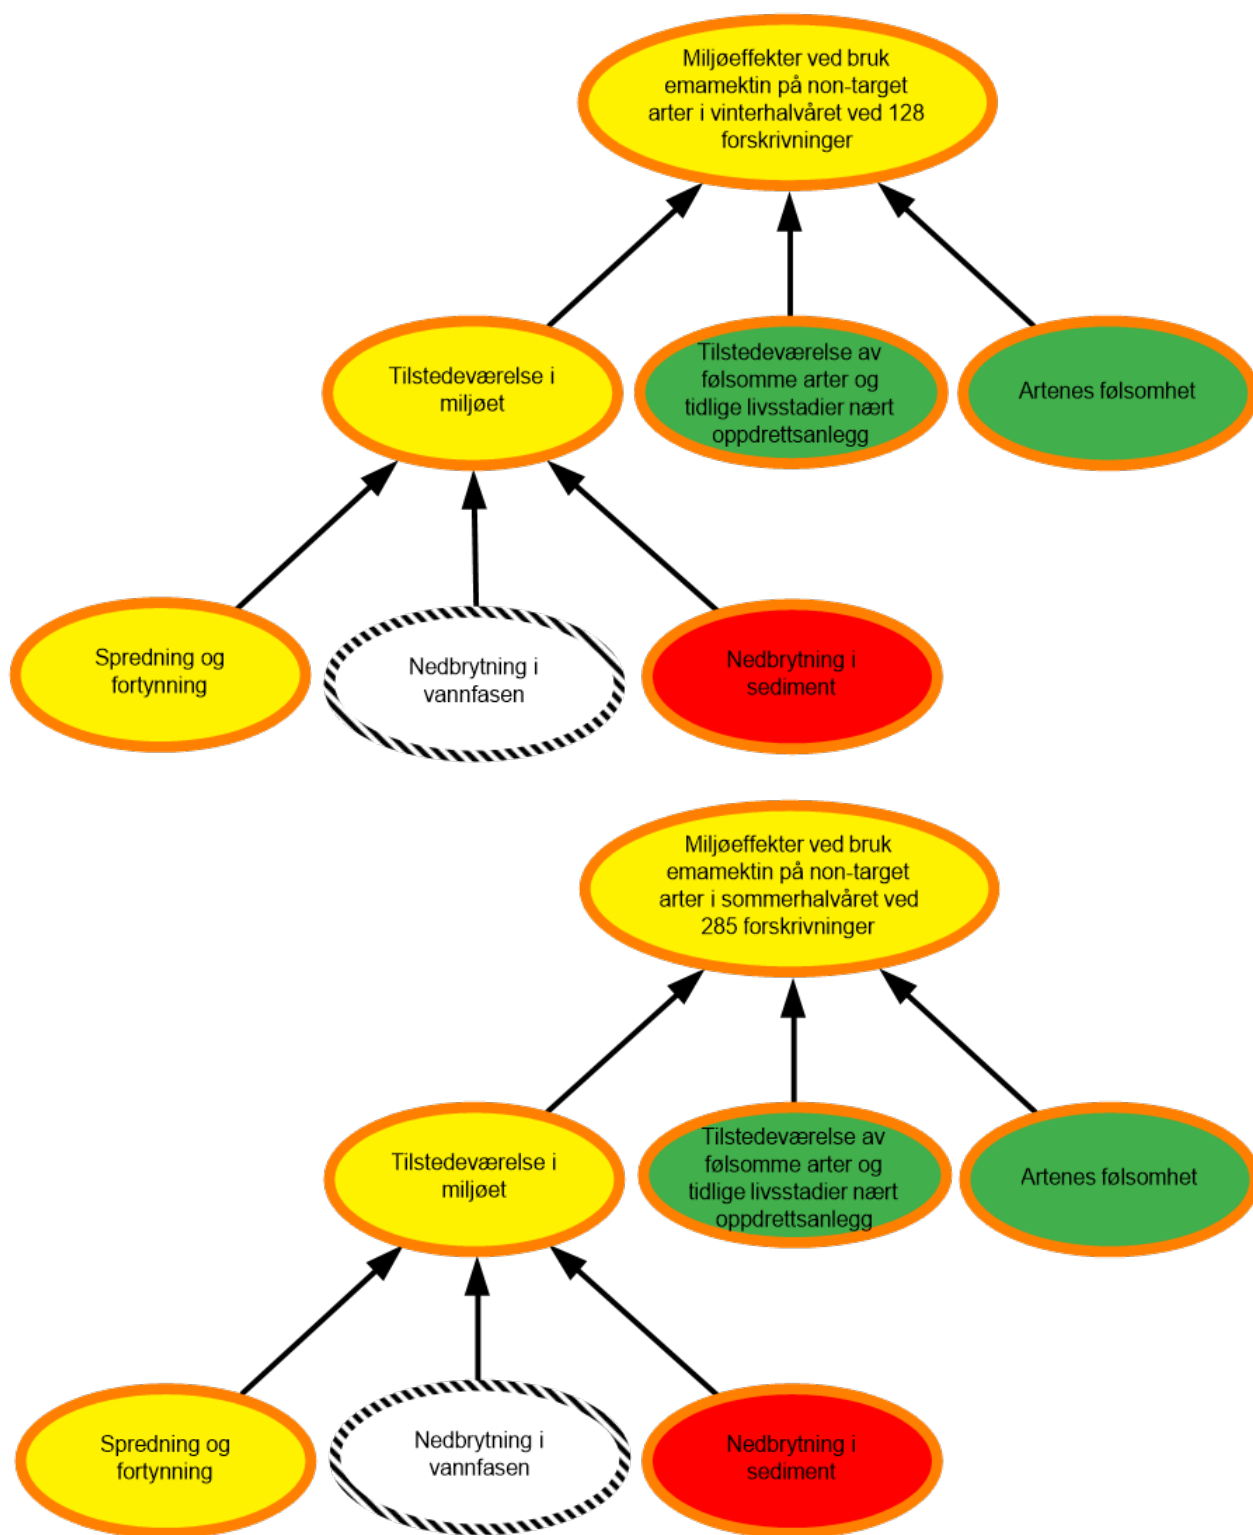 Miljøeffekter ved bruk
emamektin på non-target
arter i vinterhalvåret ved 128
forskrivninger
Tilstedeværelse i
miljøet
Tilstedeværelse av
følsomme arter og
tidlige livsstadier nært
oppdrettsanlegg
Artenes følsomhet
Spredning og
fortynning
Nedbrytning i
vannfasen
Nedbrytning i
sediment
Miljøeffekter ved bruk
emamektin på non-target
arter i sommerhalvåret ved
285 forskrivninger
Tilstedeværelse i
miljøet
Tilstedeværelse av
følsomme arter og
tidlige livsstadier nært
oppdrettsanlegg
Artenes følsomhet
Spredning og
fortynning
Nedbrytning i
vannfasen
Nedbrytning i
sediment